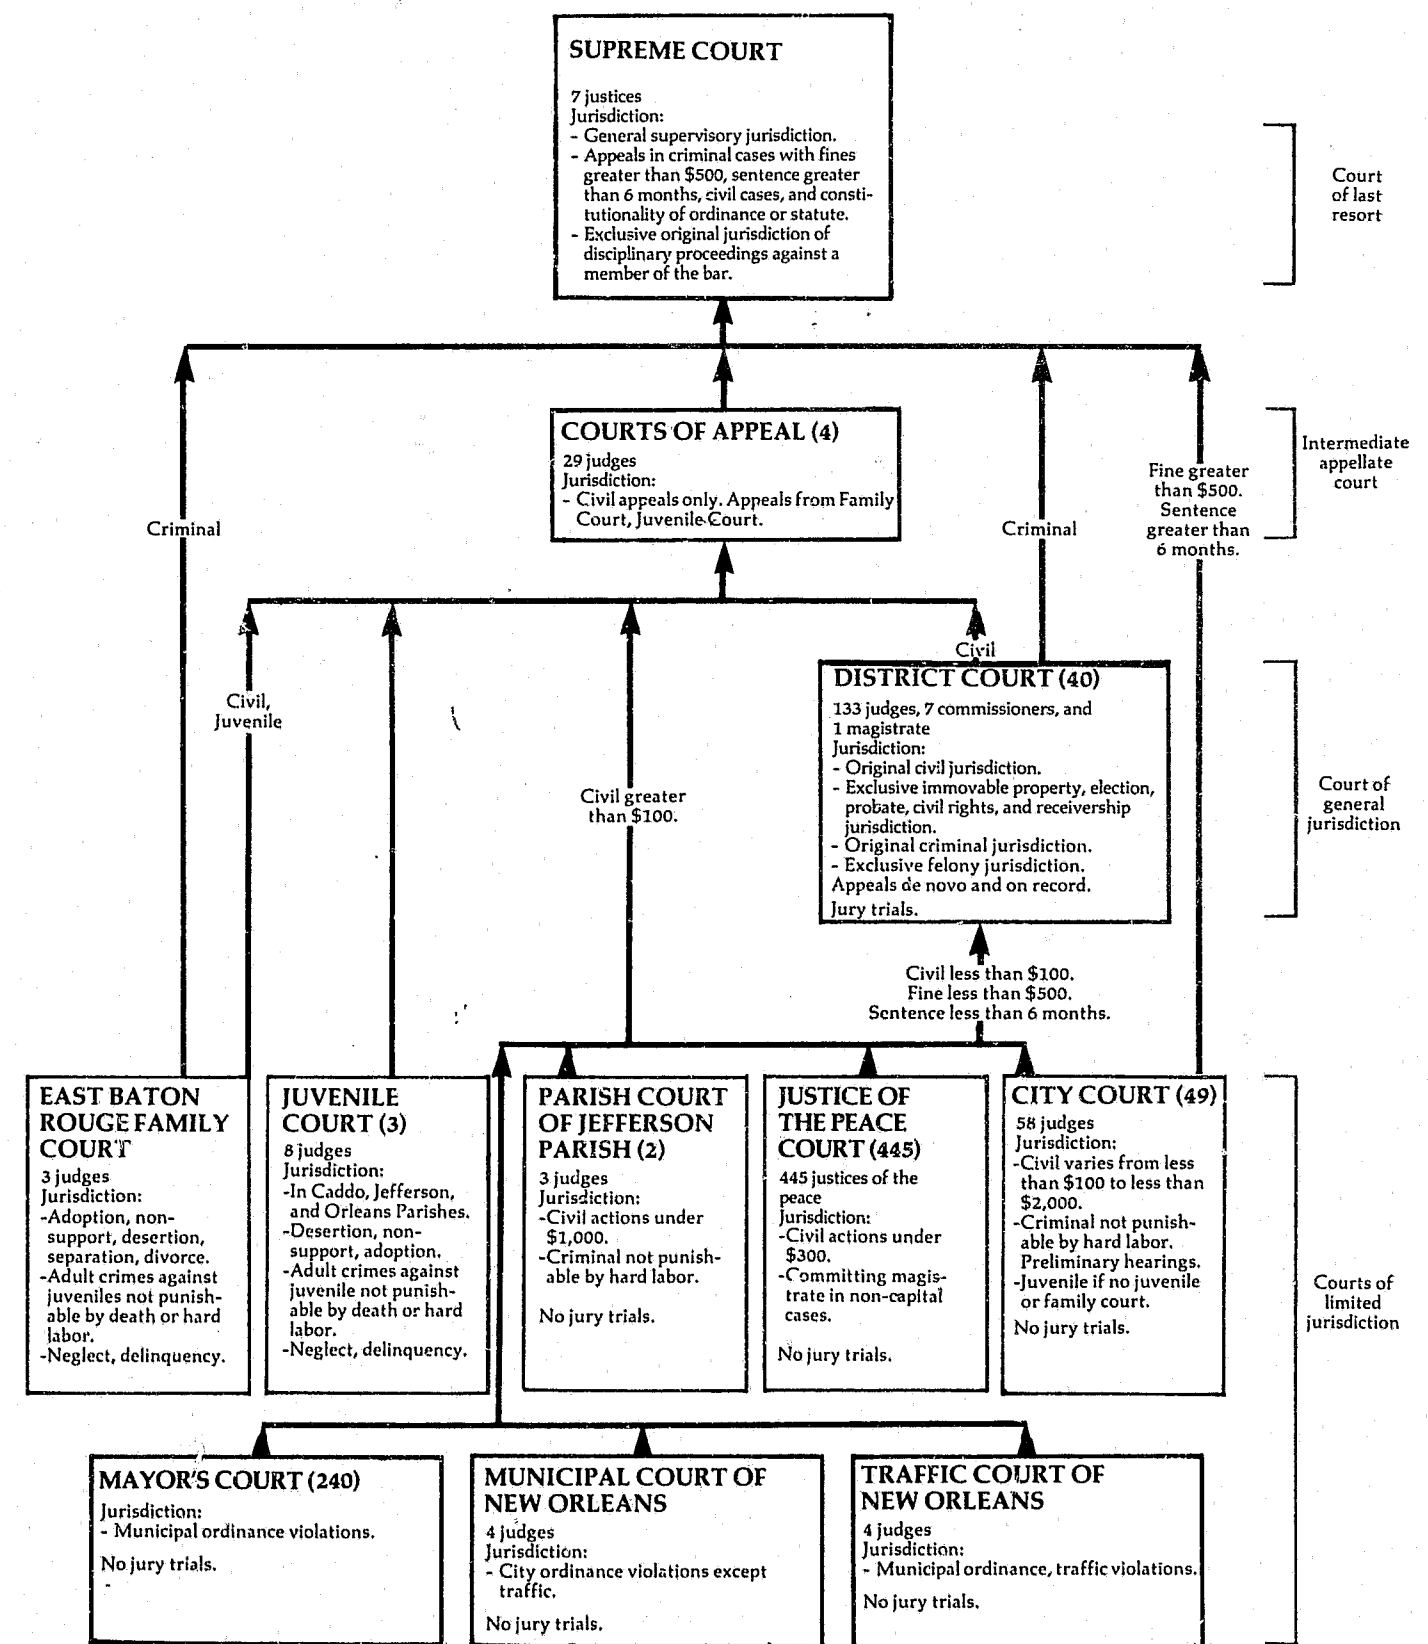 SUPREME COURT
7 justices
Jurisdiction:
- General supervisory jurisdiction.
- Appeals in criminal cases with fines
greater than $500, sentence greater
than 6 months, civil cases, and consti-
tutionality of ordinance or statute.
- Exclusive original jurisdiction of
disciplinary proceedings against a
member of the bar.
Court
of last
resort
COURTS OF APPEAL (4)
29 judges
Jurisdiction:
- Civil appeals only. Appeals from Family
Court, Juvenile Court.
Intermediate
appellate
court
Criminal
Criminal
Fine greater
than $500.
Sentence
greater than
6 months.
Civil,
Juvenile
Civil greater
than $100.
Civil
DISTRICT COURT (40)
133 judges, 7 commissioners, and
1 magistrate
Jurisdiction:
- Original civil jurisdiction.
- Exclusive immovable property, election,
probate, civil rights, and receivership
jurisdiction.
- Original criminal jurisdiction.
- Exclusive felony jurisdiction.
Appeals de novo and on record.
Jury trials.
Court of
general
jurisdiction
Civil less than $100.
Fine less than $500.
Sentence less than 6 months.
EAST BATON
ROUGE FAMILY
COURT
3 judges
Jurisdiction:
-Adoption, non-
support, desertion,
separation, divorce.
-Adult crimes against
juveniles not punish-
able by death or hard
labor.
-Neglect, delinquency.
JUVENILE
COURT (3)
8 judges
Jurisdiction:
-In Caddo, Jefferson,
and Orleans Parishes.
-Desertion, non-
support, adoption.
-Adult crimes against
juvenile not punish-
able by death or hard
labor.
-Neglect, delinquency.
PARISH COURT
OF JEFFERSON
PARISH (2)
3 judges
Jurisdiction:
-Civil actions under
$1,000.
-Criminal not punish-
able by hard labor.
No jury trials.
JUSTICE OF
THE PEACE
COURT (445)
445 justices of the
peace
Jurisdiction:
-Civil actions under
$300.
-Committing magis-
trate in non-capital
cases.
No jury trials.
CITY COURT (49)
58 judges
Jurisdiction:
-Civil varies from less
than $100 to less than
$2,000.
-Criminal not punish-
able by hard labor.
Preliminary hearings.
-Juvenile if no juvenile
or family court.
No jury trials.
Courts of
limited
jurisdiction
MAYOR'S COURT (240)
Jurisdiction:
- Municipal ordinance violations.
No jury trials.
MUNICIPAL COURT OF
NEW ORLEANS
4 judges
Jurisdiction:
- City ordinance violations except
traffic.
No jury trials.
TRAFFIC COURT OF
NEW ORLEANS
4 judges
Jurisdiction:
- Municipal ordinance, traffic violations.
No jury trials.